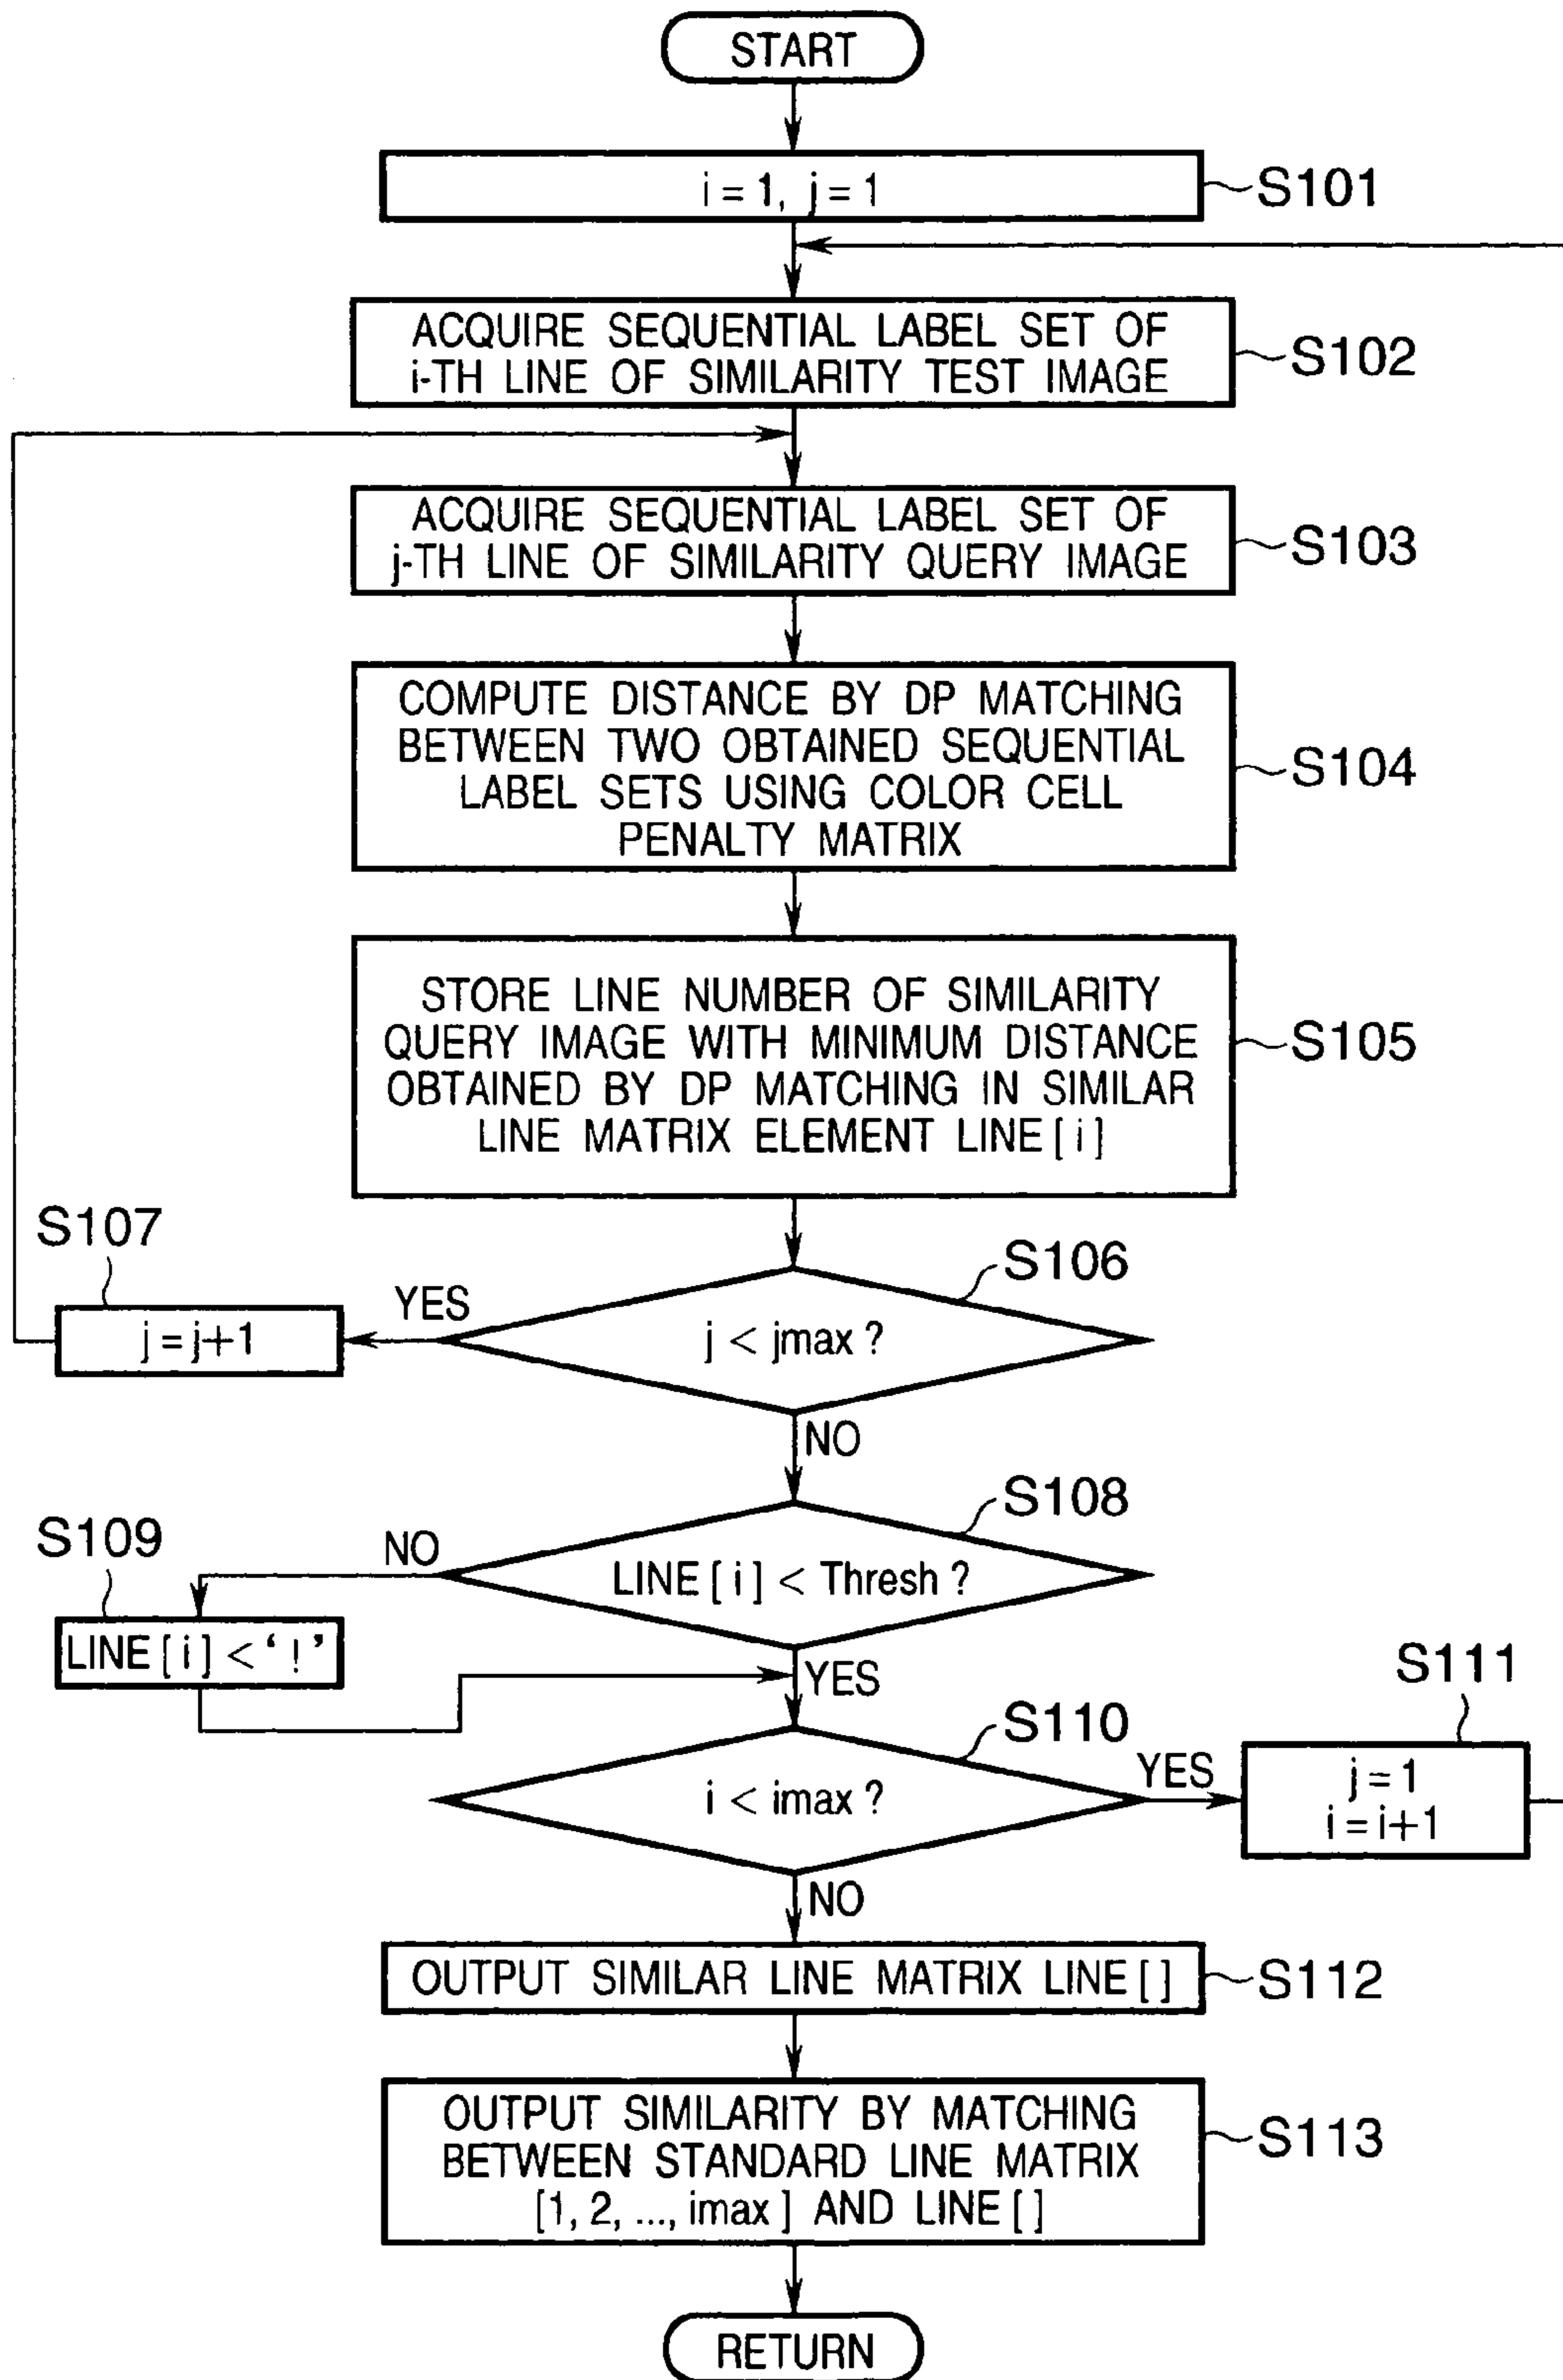 START
i = 1, j = 1
S101
ACQUIRE SEQUENTIAL LABEL SET OF
i-TH LINE OF SIMILARITY TEST IMAGE
S102
ACQUIRE SEQUENTIAL LABEL SET OF
j-TH LINE OF SIMILARITY QUERY IMAGE
S103
COMPUTE DISTANCE BY DP MATCHING
BETWEEN TWO OBTAINED SEQUENTIAL
LABEL SETS USING COLOR CELL
PENALTY MATRIX
S104
STORE LINE NUMBER OF SIMILARITY
QUERY IMAGE WITH MINIMUM DISTANCE
OBTAINED BY DP MATCHING IN SIMILAR
LINE MATRIX ELEMENT LINE[i]
S105
S107
j = j+1
YES
S106
j < jmax ?
NO
S108
LINE[i] < Thresh ?
NO
S109
LINE[i] < ‘!’
YES
S110
i < imax ?
YES
S111
j = 1
i = i+1
NO
OUTPUT SIMILAR LINE MATRIX LINE[ ]
S112
OUTPUT SIMILARITY BY MATCHING
BETWEEN STANDARD LINE MATRIX
[1, 2, ..., imax] AND LINE[ ]
S113
RETURN